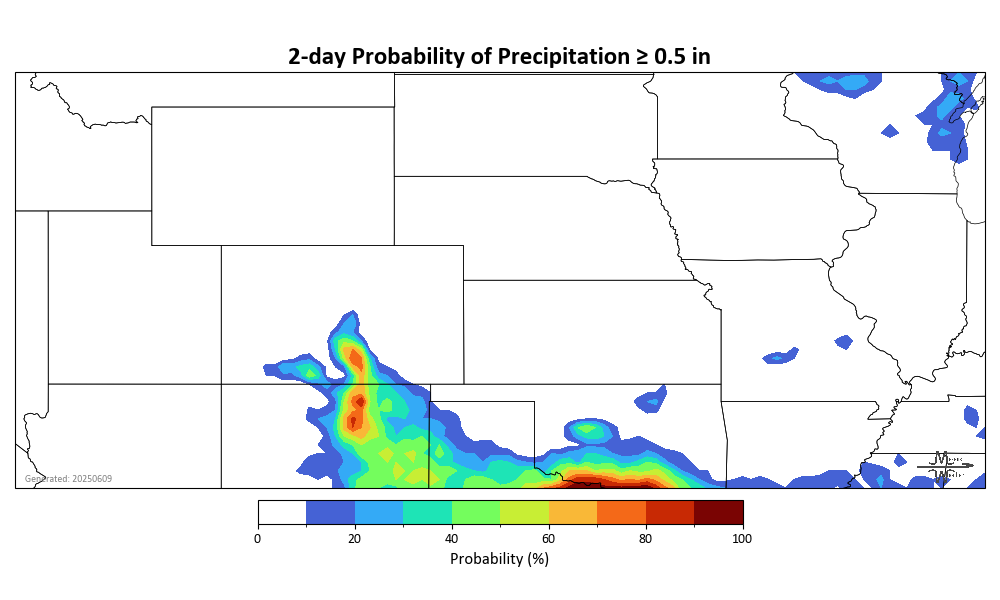 2-day Probability of Precipitation ≥ 0.5 in
Generated: 20250609
0 20 40 60 80 100
Probability (%)